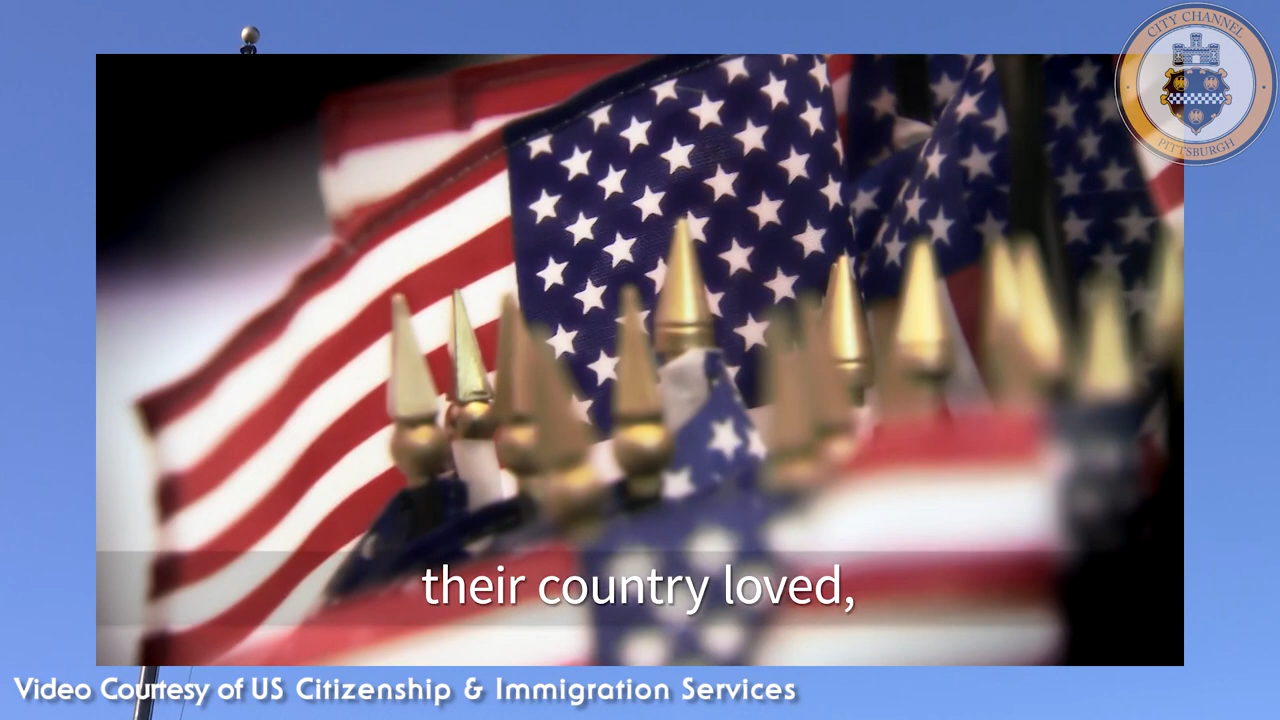 CITY CHANNEL
PITTSBURGH
their country loved,
Video Courtesy of US Citizenship & Immigration Services